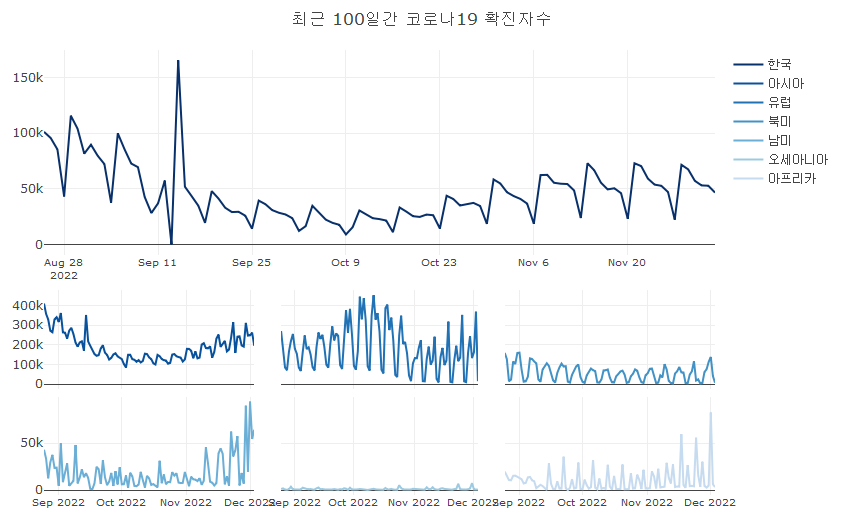 최근 100일간 코로나19 확진자수
150k
100k
50k
0
Aug 28
2022
Sep 11
Sep 25
Oct 9
Oct 23
Nov 6
Nov 20
한국
아시아
유럽
북미
남미
오세아니아
아프리카
400k
300k
200k
100k
0
50k
0
Sep 2022
Oct 2022
Nov 2022
Dec 2022
Sep 2022
Oct 2022
Nov 2022
Dec 2022
Sep 2022
Oct 2022
Nov 2022
Dec 2022